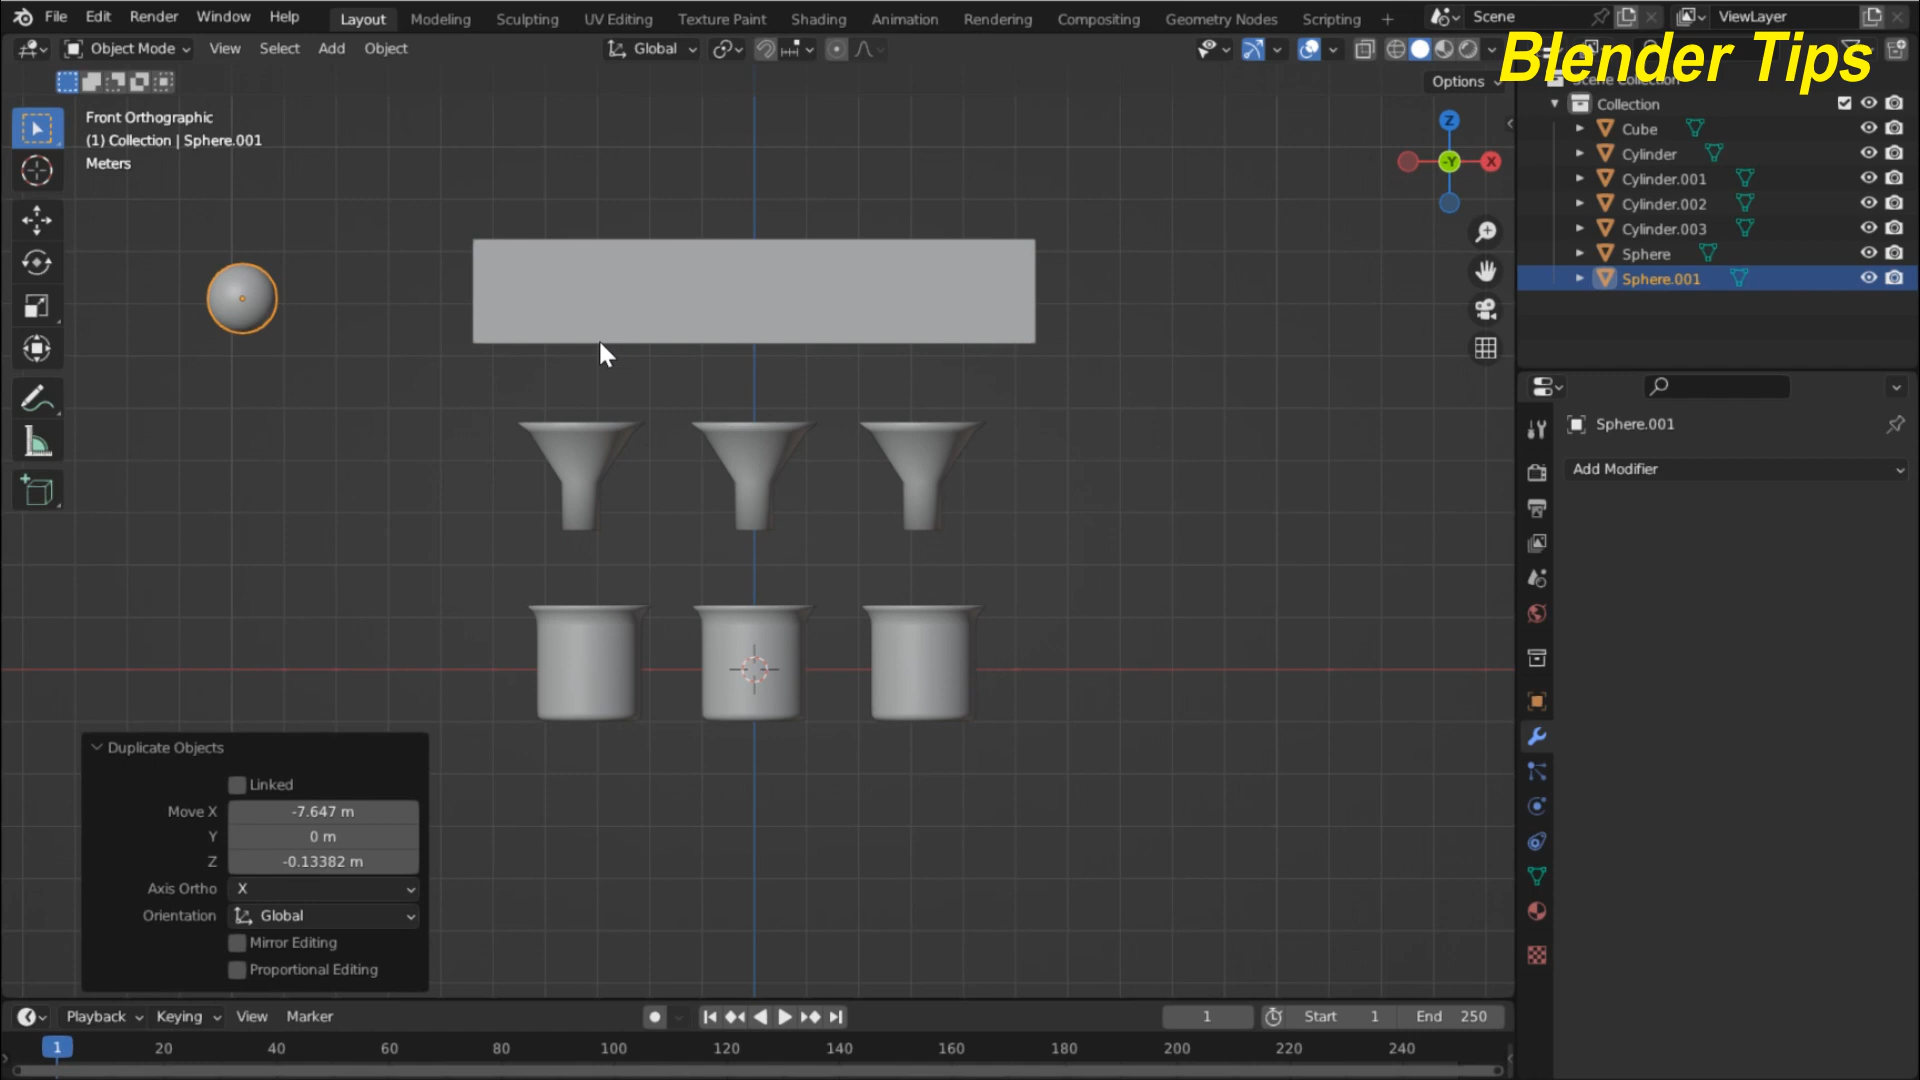 File Edit Render Window Help Layout Modeling Sculpting UV Editing Texture Paint Shading Animation Rendering Compositing Geometry Nodes Scripting + Scene ViewLayer
Object Mode View Select Add Object Global
Blender Tips
Options
Scene Collection
Front Orthographic
(1) Collection | Sphere.001
Meters
Z
-Y
X
Collection
Cube
Cylinder
Cylinder.001
Cylinder.002
Cylinder.003
Sphere
Sphere.001
Sphere.001
Add Modifier
Duplicate Objects
Linked
Move X -7.647 m
Y 0 m
Z -0.13382 m
Axis Ortho X
Orientation Global
Mirror Editing
Proportional Editing
Playback Keying View Marker 1 Start 1 End 250
1 20 40 60 80 100 120 140 160 180 200 220 240